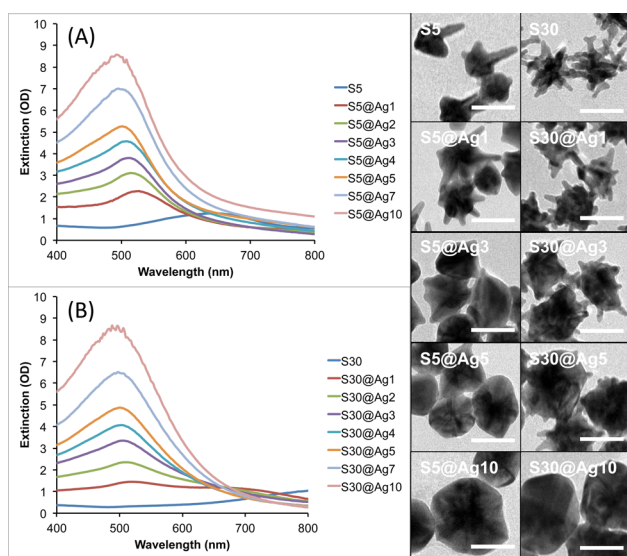 (A)
Extinction (OD)
10
9
8
7
6
5
4
3
2
1
0
400 500 600 700 800
Wavelength (nm)
S5
S5@Ag1
S5@Ag2
S5@Ag3
S5@Ag4
S5@Ag5
S5@Ag7
S5@Ag10
(B)
Extinction (OD)
10
9
8
7
6
5
4
3
2
1
0
400 500 600 700 800
Wavelength (nm)
S30
S30@Ag1
S30@Ag2
S30@Ag3
S30@Ag4
S30@Ag5
S30@Ag7
S30@Ag10
S5 S30
S5@Ag1 S30@Ag1
S5@Ag3 S30@Ag3
S5@Ag5 S30@Ag5
S5@Ag10 S30@Ag10